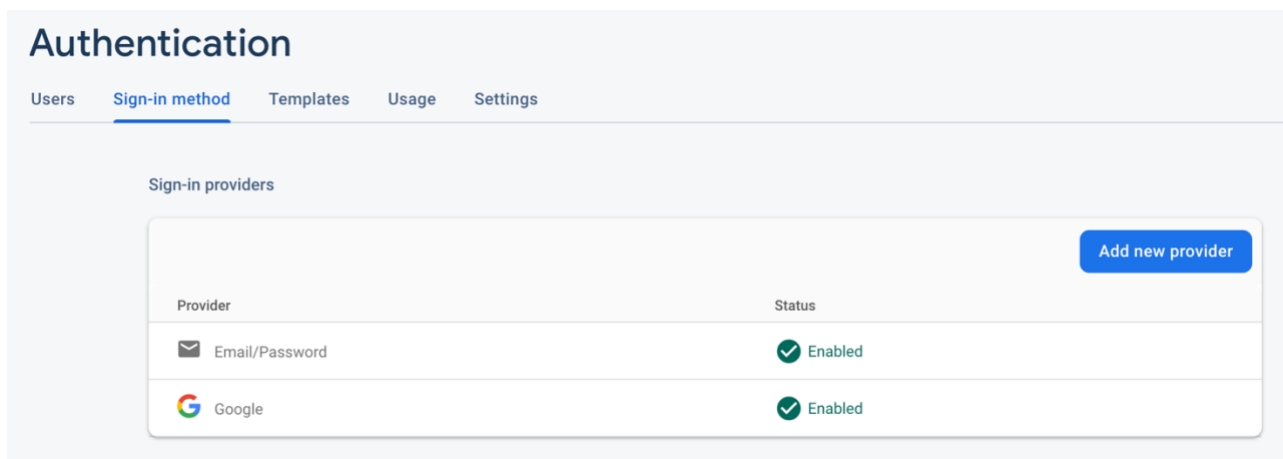 Authentication
Users Sign-in method Templates Usage Settings
Sign-in providers
Add new provider
Provider Status
Email/Password Enabled
Google Enabled